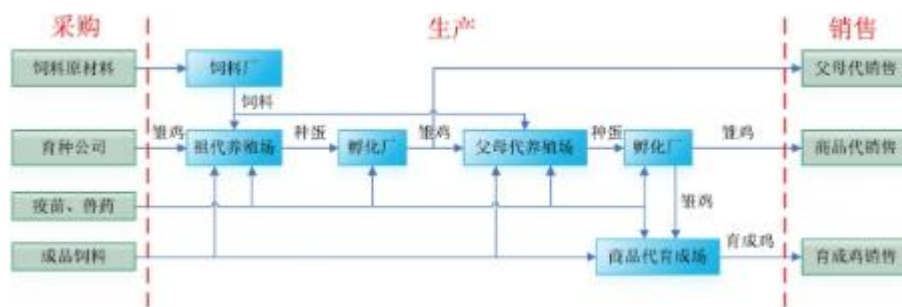 采购
生产
销售
饲料原材料
饲料厂
父母代销售
饲料
育种公司
雏鸡
祖代养殖场
种蛋
孵化厂
雏鸡
父母代养殖场
种蛋
孵化厂
雏鸡
商品代销售
疫苗、兽药
雏鸡
成品饲料
商品代育成场
育成鸡
育成鸡销售